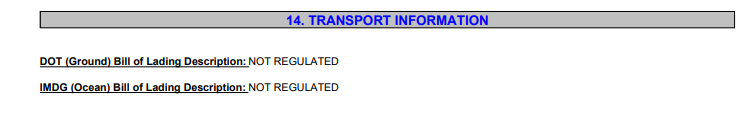 14. TRANSPORT INFORMATION
DOT (Ground) Bill of Lading Description: NOT REGULATED
IMDG (Ocean) Bill of Lading Description: NOT REGULATED